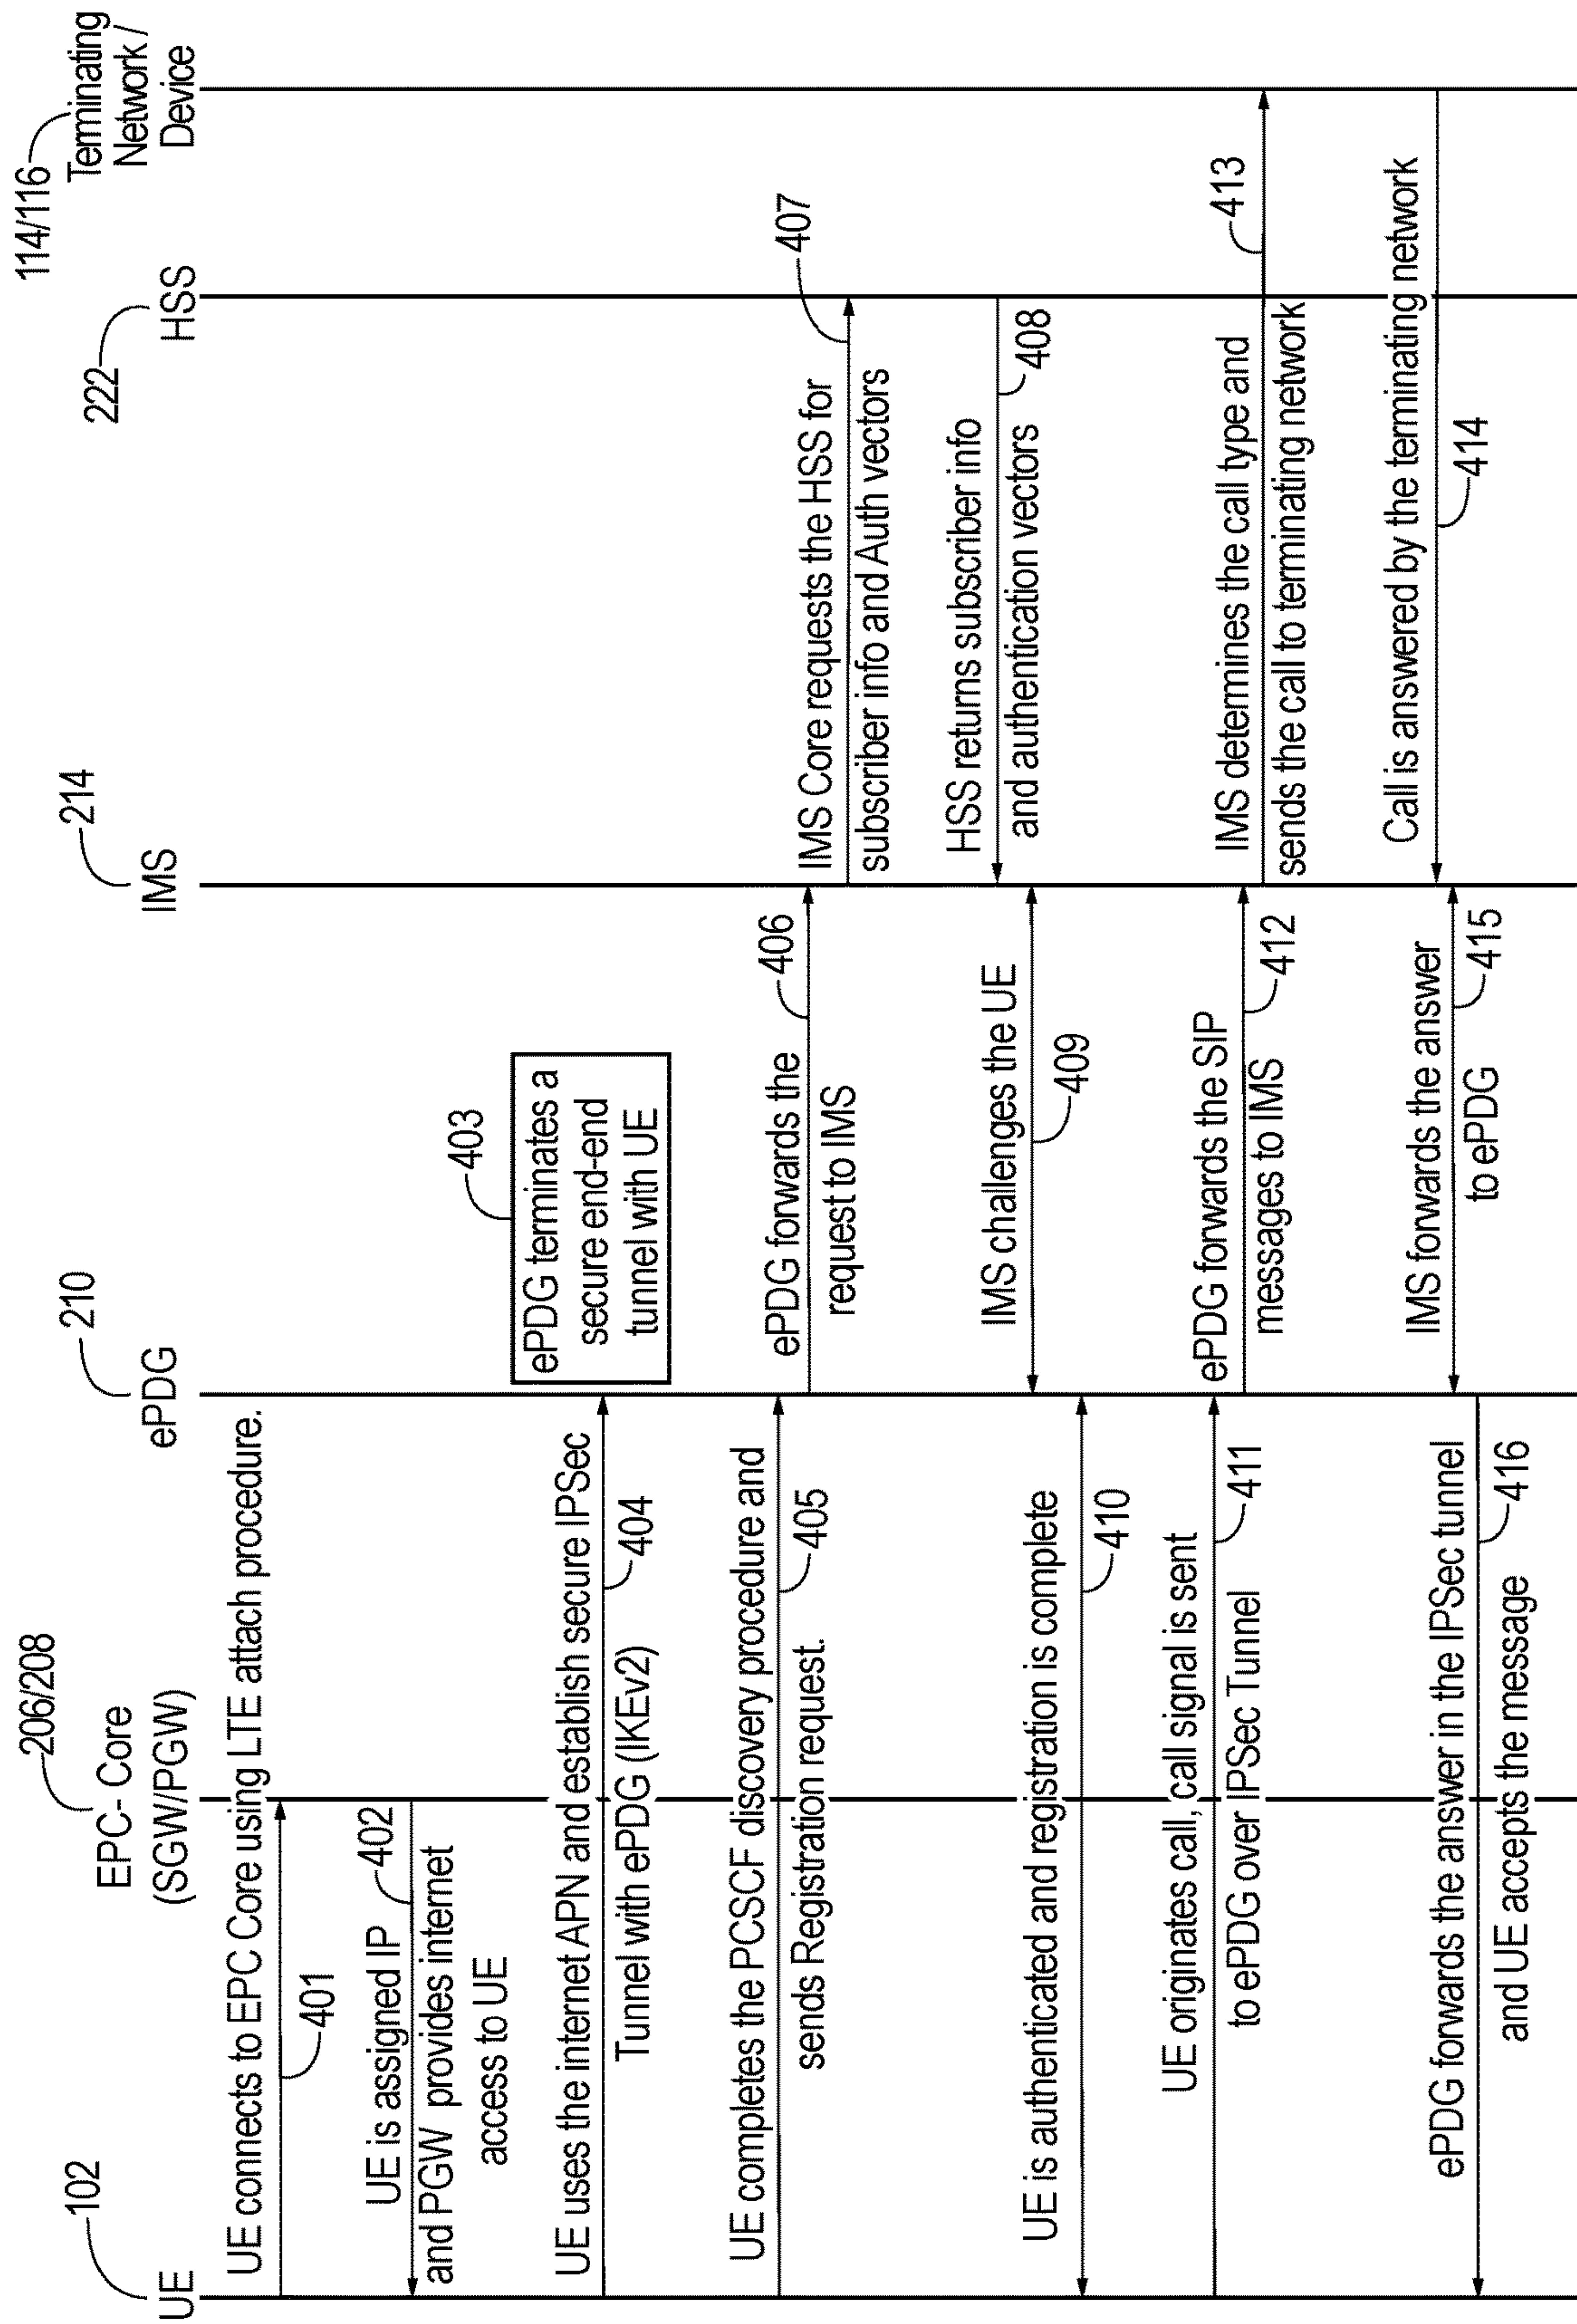 102
UE
206/208
EPC- Core
(SGW/PGW)
210
ePDG
214
IMS
222
HSS
114/116
Terminating
Network /
Device
UE connects to EPC Core using LTE attach procedure.
401
UE is assigned IP
and PGW provides internet
access to UE
402
403
ePDG terminates a
secure end-end
tunnel with UE
UE uses the internet APN and establish secure IPSec
Tunnel with ePDG (IKEv2)
404
UE completes the PCSCF discovery procedure and
sends Registration request.
405
ePDG forwards the
request to IMS
406
IMS Core requests the HSS for
subscriber info and Auth vectors
407
HSS returns subscriber info
and authentication vectors
408
IMS challenges the UE
409
UE is authenticated and registration is complete
410
UE originates call, call signal is sent
to ePDG over IPSec Tunnel
411
ePDG forwards the SIP
messages to IMS
412
IMS determines the call type and
sends the call to terminating network
413
Call is answered by the terminating network
414
IMS forwards the answer
to ePDG
415
ePDG forwards the answer in the IPSec tunnel
and UE accepts the message
416